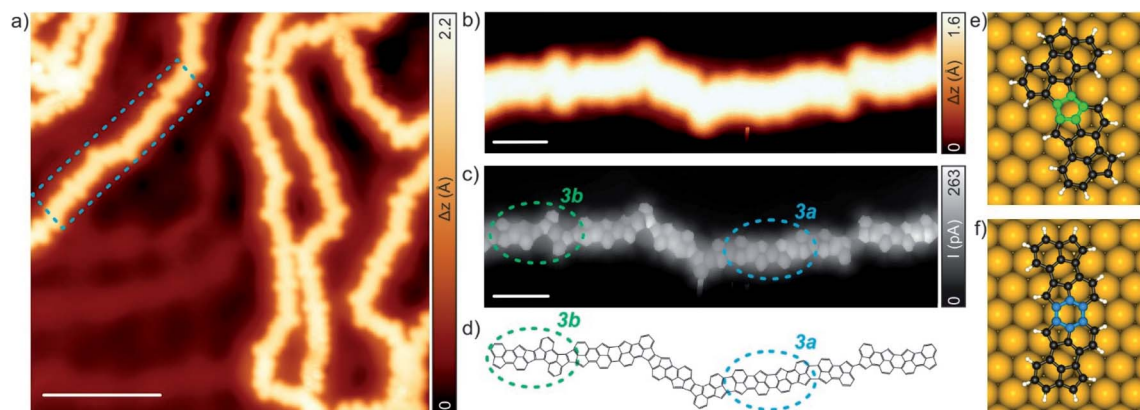 a)
2.2
Δz (Å)
0
b)
1.6
Δz (Å)
0
c)
3b
3a
263
I (pA)
0
d)
3b
3a
e)
f)